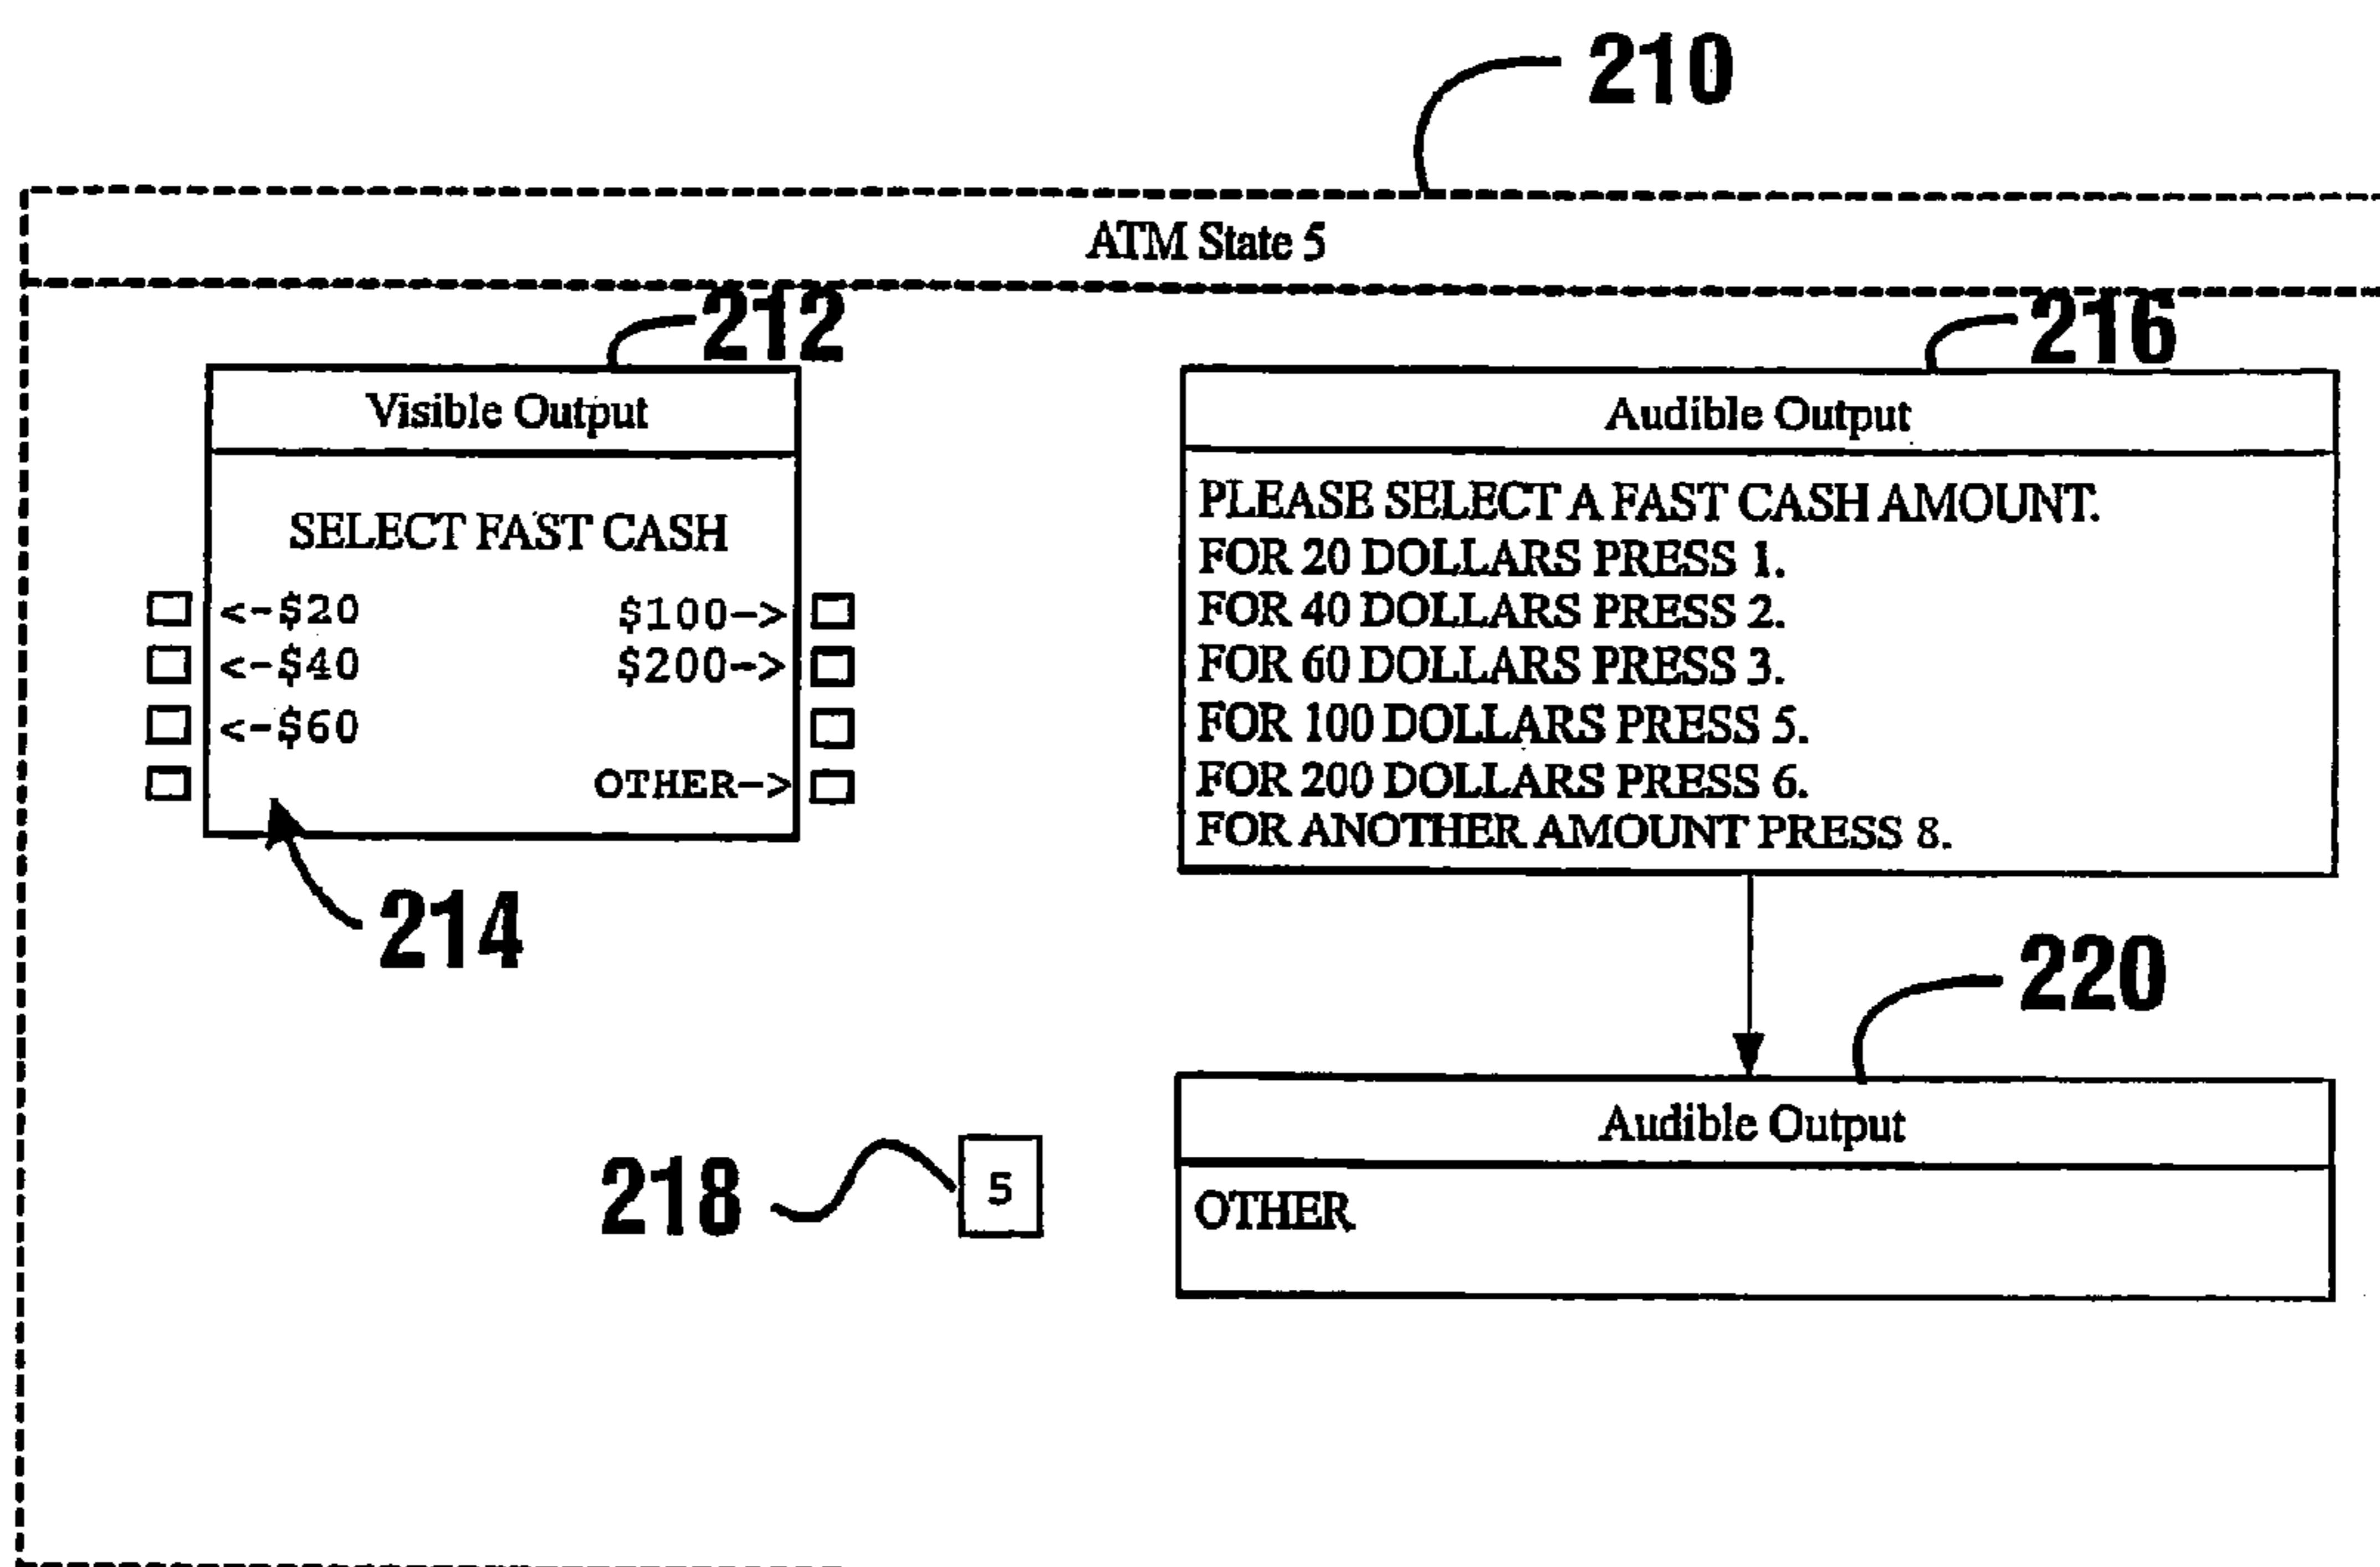 210
ATM State 5
212
216
Visible Output
SELECT FAST CASH
<-$20 $100->
<-$40 $200->
<-$60
OTHER->
214
Audible Output
PLEASE SELECT A FAST CASH AMOUNT.
FOR 20 DOLLARS PRESS 1.
FOR 40 DOLLARS PRESS 2.
FOR 60 DOLLARS PRESS 3.
FOR 100 DOLLARS PRESS 5.
FOR 200 DOLLARS PRESS 6.
FOR ANOTHER AMOUNT PRESS 8.
220
218
5
Audible Output
OTHER